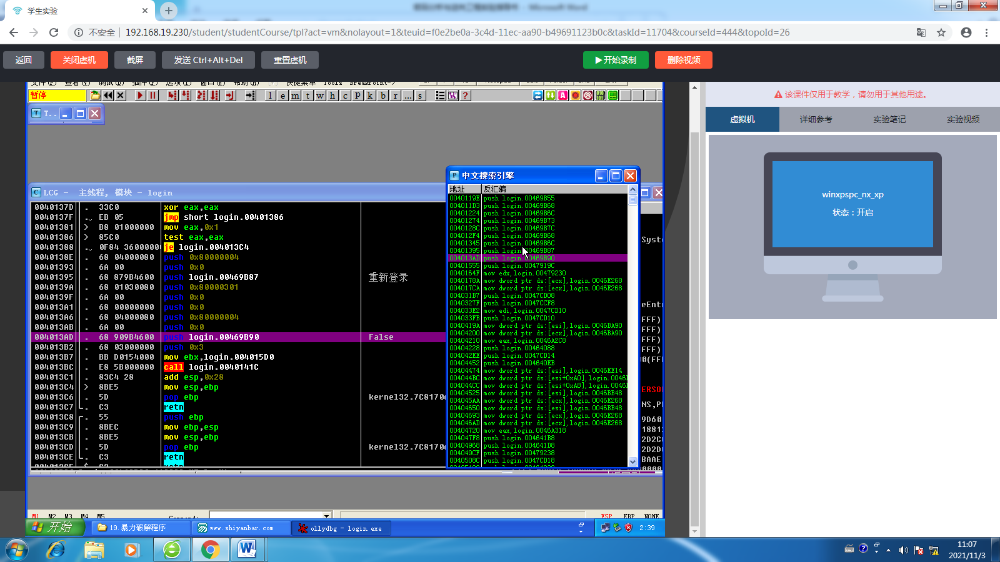 学生实验
不安全 192.168.19.230/student/studentCourse/tpl?act=vm&nolayout=1&teuid=f0e2be0a-3c4d-11ec-aa90-b49691123b0c&taskId=11704&courseId=444&topoId=26
返回 关闭虚机 截屏 发送 Ctrl+Alt+Del 重置虚机 开始录制 删除视频
该课件仅用于教学，请勿用于其他用途。
虚拟机 详细参考 实验笔记 实验视频
winxpspc_nx_xp
状态：开启
暂停
l e m t w h c p k b r ... s
T..
LCG - 主线程, 模块 - login
0040137D . 33C0 xor eax,eax
0040137F . EB 05 jmp short login.00401386
00401381 > B8 01000000 mov eax,0x1
00401386 > 85C0 test eax,eax
00401388 . 0F84 36000000 je login.004013C4
0040138E . 68 04000080 push 0x80000004
00401393 . 6A 00 push 0x0
00401395 . 68 879B4600 push login.00469B87 重新登录
0040139A . 68 01030080 push 0x80000301
0040139F . 6A 00 push 0x0
004013A1 . 68 00000000 push 0x0
004013A6 . 68 04000080 push 0x80000004
004013AB . 6A 00 push 0x0
004013AD . 68 909B4600 push login.00469B90 False
004013B2 . 68 03000000 push 0x3
004013B7 . BB D0154000 mov ebx,login.004015D0
004013BC . E8 5B000000 call login.0040141C
004013C1 . 83C4 28 add esp,0x28
004013C4 > 8BE5 mov esp,ebp
004013C6 . 5D pop ebp kernel32.7C8170
004013C7 . C3 retn
004013C8 . 55 push ebp
004013C9 . 8BEC mov ebp,esp
004013CB . 8BE5 mov esp,ebp
004013CD . 5D pop ebp kernel32.7C8170
004013CE . C3 retn
中文搜索引擎
地址 反汇编
0040119E push login.00469B55
004011D3 push login.00469B68
00401224 push login.00469B6C
00401274 push login.00469B73
0040128C push login.00469B7C
004012F4 push login.00469B68
00401345 push login.00469B6C
00401395 push login.00469B87
004013AD push login.00469B90
00401555 push login.0047919C
0040164F mov edx,login.00479230
0040178A mov dword ptr ds:[ecx],login.0046E268
004017CA mov dword ptr ds:[ecx],login.0046E268
004031B7 push login.0047CD08
0040327F push login.0047CCF8
004033E2 mov edi,login.0047CD10
004033FB push login.0047CD10
0040419A mov dword ptr ds:[esi],login.0046BA90
00404200 mov dword ptr ds:[ecx],login.0046BA90
00404210 mov eax,login.0046A2C8
00404228 push login.00464088
004042EE push login.0047CD14
00404452 push login.004640EB
00404474 mov dword ptr ds:[esi],login.0046EE14
004044BC mov dword ptr ds:[esi+0xA0],login.0046
004044CC mov dword ptr ds:[esi+0xA8],login.0046
00404525 mov dword ptr ds:[esi],login.0046BB48
004045AA mov dword ptr ds:[ecx],login.0046E268
00404650 mov dword ptr ds:[esi],login.0046BB48
00404693 mov dword ptr ds:[ecx],login.0046E268
004046AD mov dword ptr ds:[ecx],login.0046E268
00404720 mov eax,login.0046A318
004047F8 push login.004641B8
00404968 push login.004641D8
004049CF push login.00479238
0040508C push login.0047CD18
Syst
eEnt
FFF)
FFF)
FFF)
FFF)
0(FF
ERSO
NS,P
9D60
1881
2D2C
2D2D
BAAE
0000
M1 M2 M3 M4 M5
ESP EBP NONE
开始 19.暴力破解程序 www.shiyanbar.com ollydbg - login.exe 2:39
11:07
2021/11/3